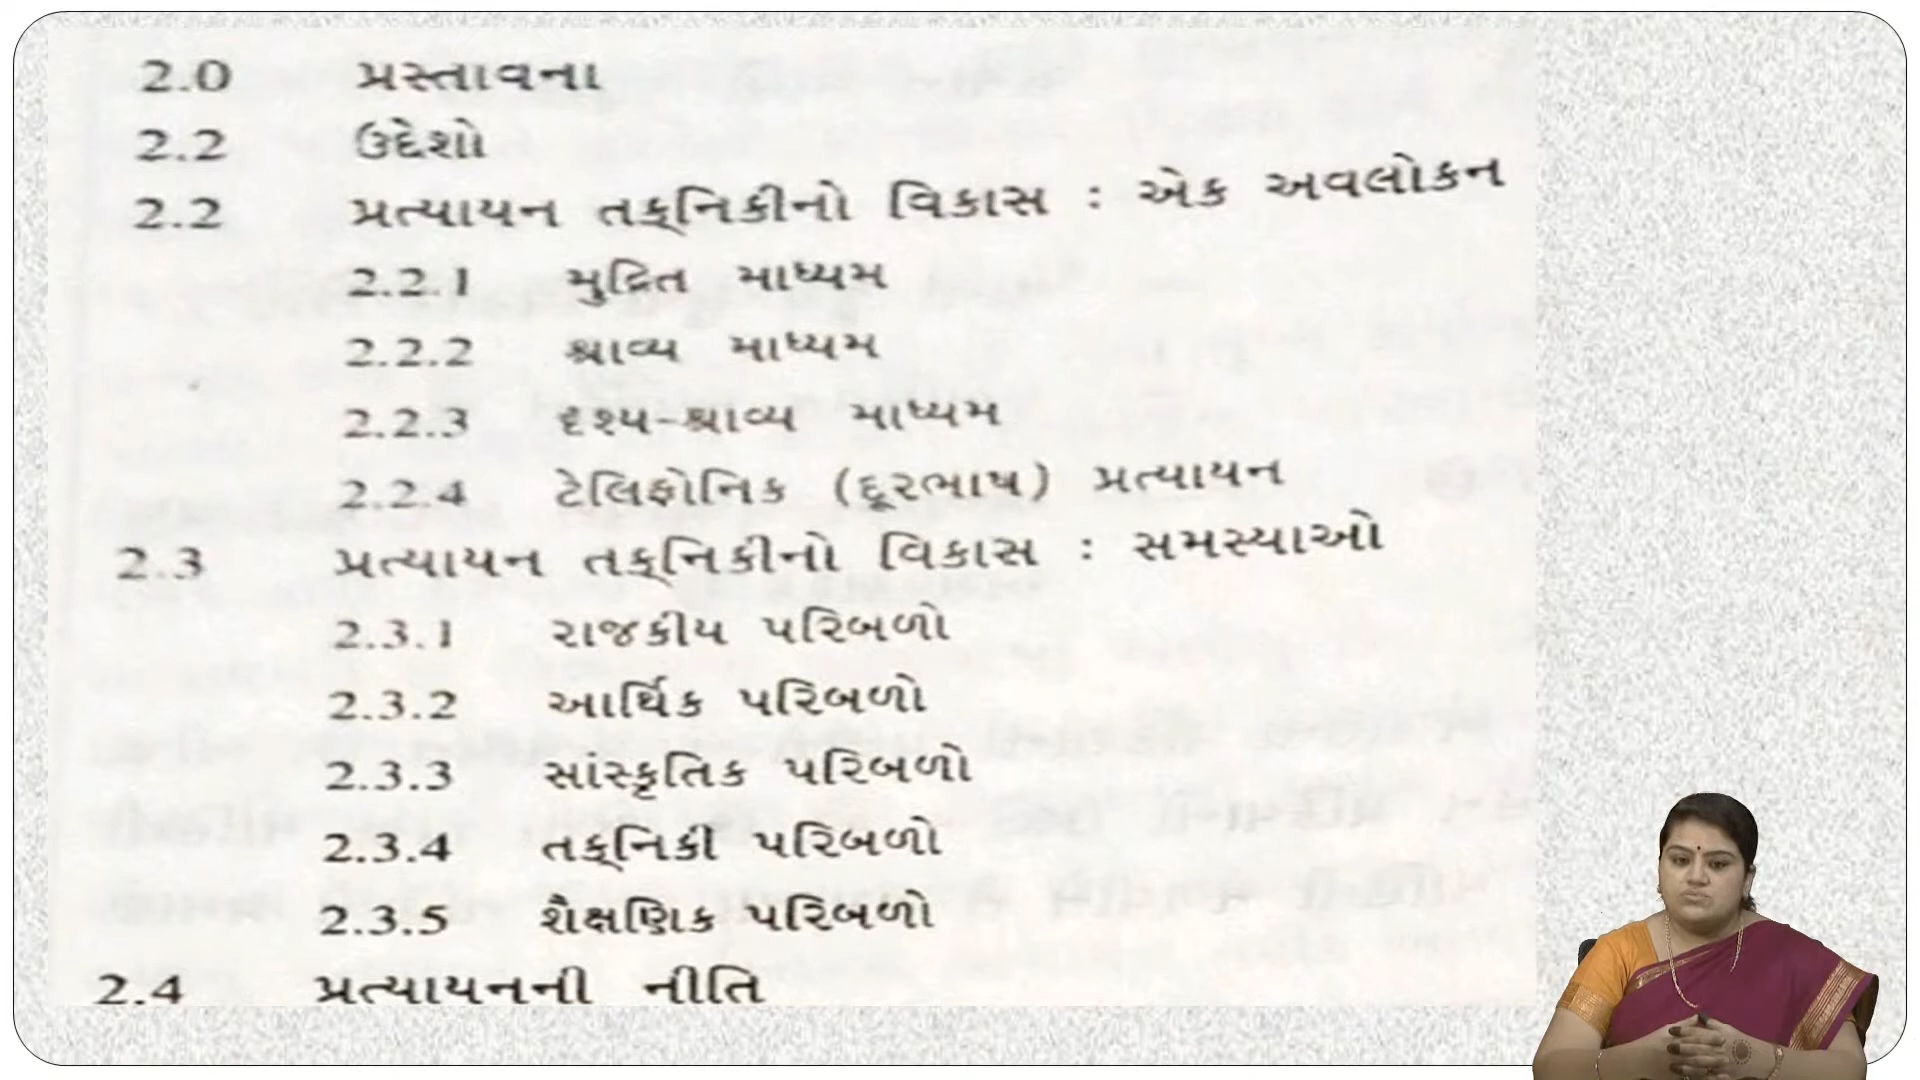 2.0 પ્રસ્તાવના
2.2 ઉદ્દેશો
2.2 પ્રત્યાયન તક્‌નિકીનો વિકાસ : એક અવલોકન
2.2.1 મુદ્રિત માધ્યમ
2.2.2 શ્રાવ્ય માધ્યમ
2.2.3 દૃશ્ય-શ્રાવ્ય માધ્યમ
2.2.4 ટેલિફોનિક (દૂરભાષ) પ્રત્યાયન
2.3 પ્રત્યાયન તક્‌નિકીનો વિકાસ : સમસ્યાઓ
2.3.1 રાજકીય પરિબળો
2.3.2 આર્થિક પરિબળો
2.3.3 સાંસ્કૃતિક પરિબળો
2.3.4 તક્‌નિકી પરિબળો
2.3.5 શૈક્ષણિક પરિબળો
2.4 પ્રત્યાયનની નીતિ